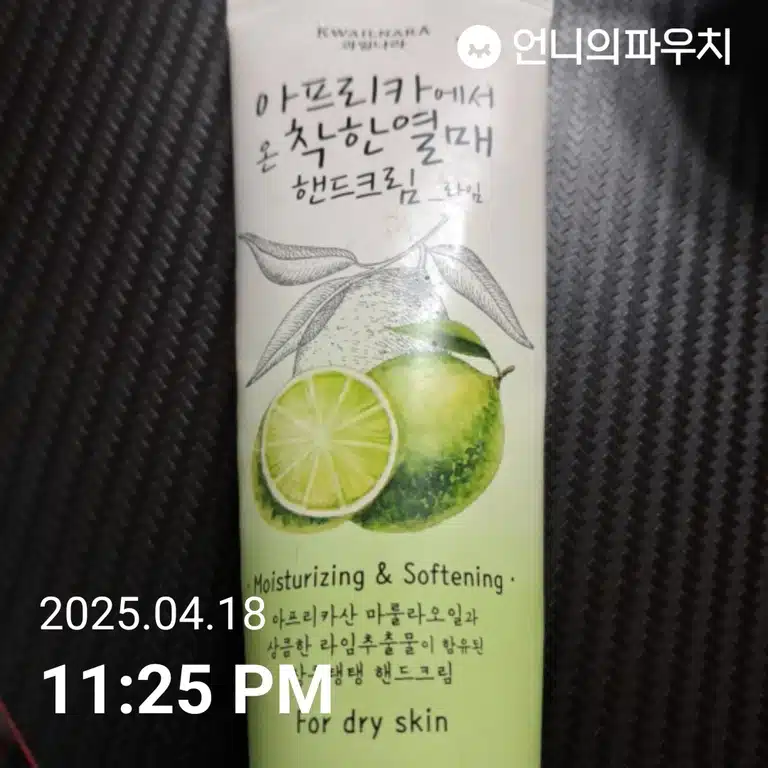 KWAILNARA
과일나라
언니의파우치
아프리카에서
온 착한열매
핸드크림 _라임
· Moisturizing & Softening ·
아프리카산 마룰라오일과
상큼한 라임추출물이 함유된
핸드크림
For dry skin
2025.04.18
11:25 PM